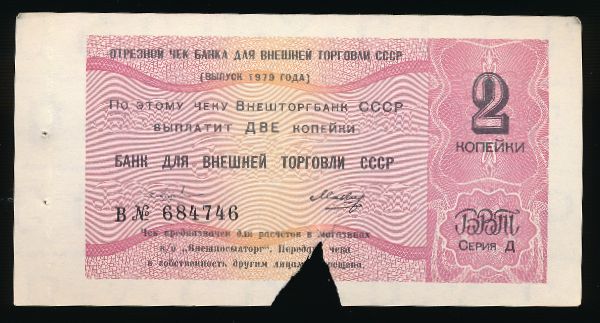 ОТРЕЗНОЙ ЧЕК БАНКА ДЛЯ ВНЕШНЕЙ ТОРГОВЛИ СССР
(ВЫПУСК 1979 ГОДА)
ПО ЭТОМУ ЧЕКУ ВНЕШТОРГБАНК СССР
ВЫПЛАТИТ ДВЕ КОПЕЙКИ
БАНК ДЛЯ ВНЕШНЕЙ ТОРГОВЛИ СССР
В № 684746
Чек предназначен для расчетов в магазинах
в/о „Внешпосылторг". Передача чека
в собственность другим лицам
2
КОПЕЙКИ
БВТ
СЕРИЯ Д